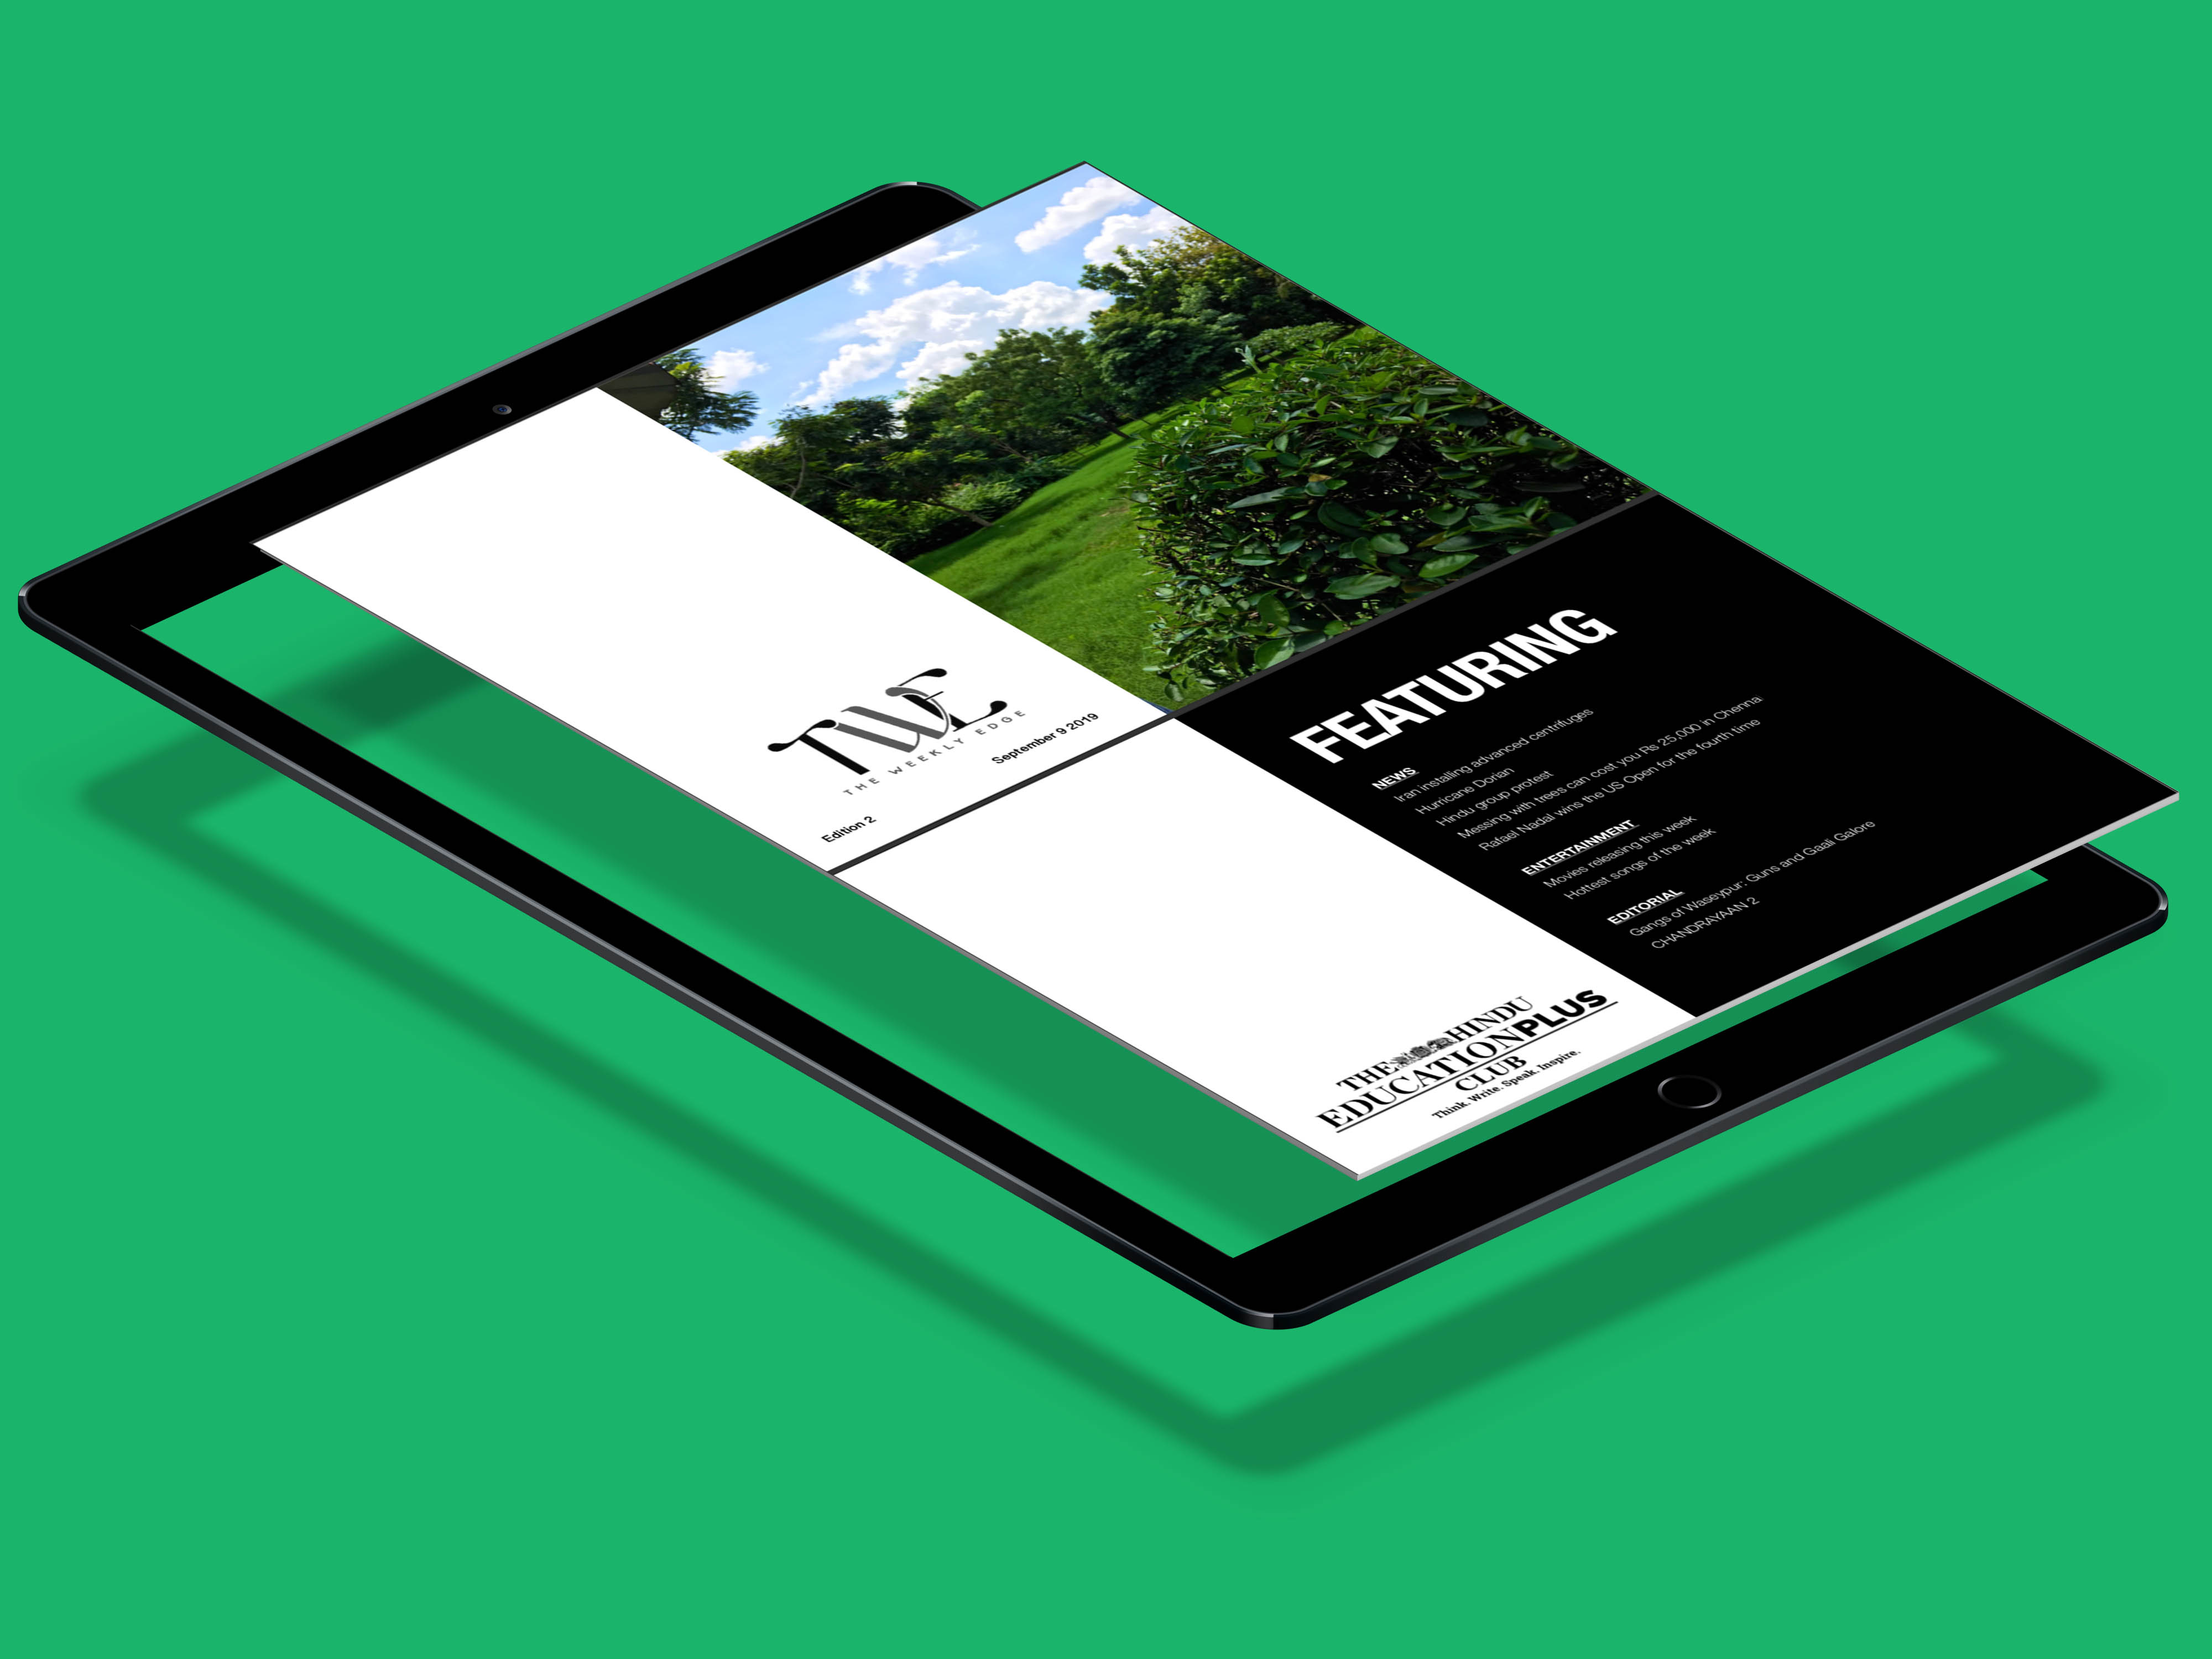 TWE
THE WEEKLY EDGE
Edition 2
September 9 2019
FEATURING
NEWS
Iran installing advanced centrifuges
Hurricane Dorian
Hindu group protest
Messing with trees can cost you Rs 25,000 in Chenna
Rafael Nadal wins the US Open for the fourth time
ENTERTAINMENT
Movies releasing this week
Hottest songs of the week
EDITORIAL
Gangs of Waseypur: Guns and Gaali Galore
CHANDRAYAAN 2
THE HINDU
EDUCATIONPLUS
CLUB
Think. Write. Speak. Inspire.